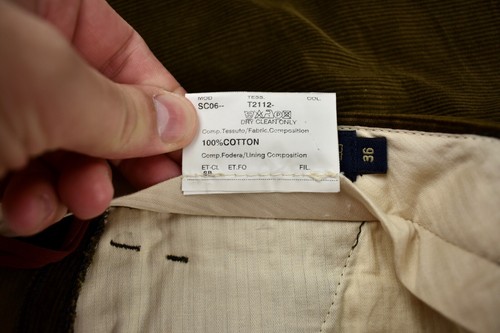 MOD. TESS. COL.
SC06-- T2112-
DRY CLEAN ONLY
Comp.Tessuto/Fabric.Composition
100%COTTON
Comp.Fodera/Lining Composition
ET-CL ET.FO FIL.
SB
36